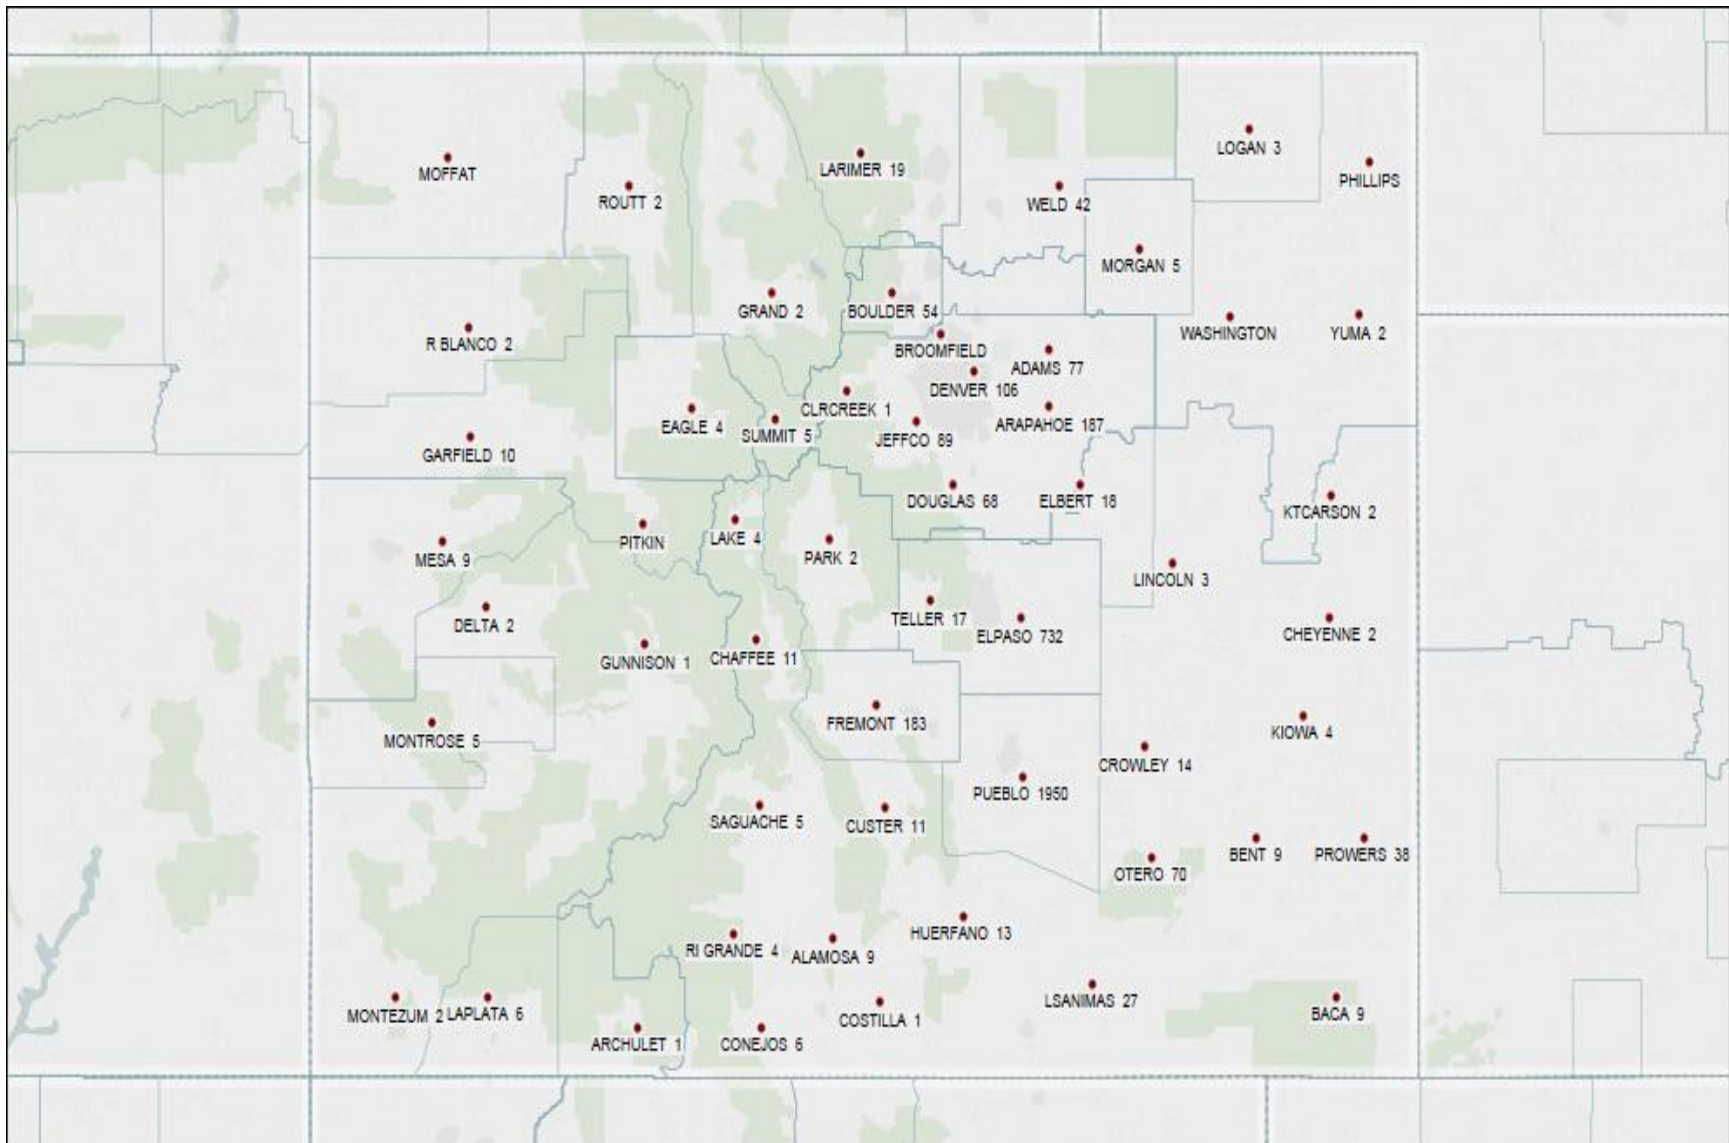 LOGAN 3
LARIMER 19
MOFFAT
PHILLIPS
ROUTT 2
WELD 42
MORGAN 5
GRAND 2
BOULDER 54
WASHINGTON
YUMA 2
R BLANCO 2
BROOMFIELD
ADAMS 77
DENVER 106
CLRCREEK 1
EAGLE 4
SUMMIT 5
JEFFCO 89
ARAPAHOE 187
GARFIELD 10
DOUGLAS 68
ELBERT 18
KTCARSON 2
PITKIN
LAKE 4
PARK 2
MESA 9
LINCOLN 3
DELTA 2
TELLER 17
ELPASO 732
CHEYENNE 2
GUNNISON 1
CHAFFEE 11
FREMONT 183
KIOWA 4
MONTROSE 5
CROWLEY 14
PUEBLO 1950
SAGUACHE 5
CUSTER 11
BENT 9
PROWERS 38
OTERO 70
HUERFANO 13
RI GRANDE 4
ALAMOSA 9
LSANIMAS 27
MONTEZUM 2
LAPLATA 6
COSTILLA 1
BACA 9
ARCHULET 1
CONEJOS 6